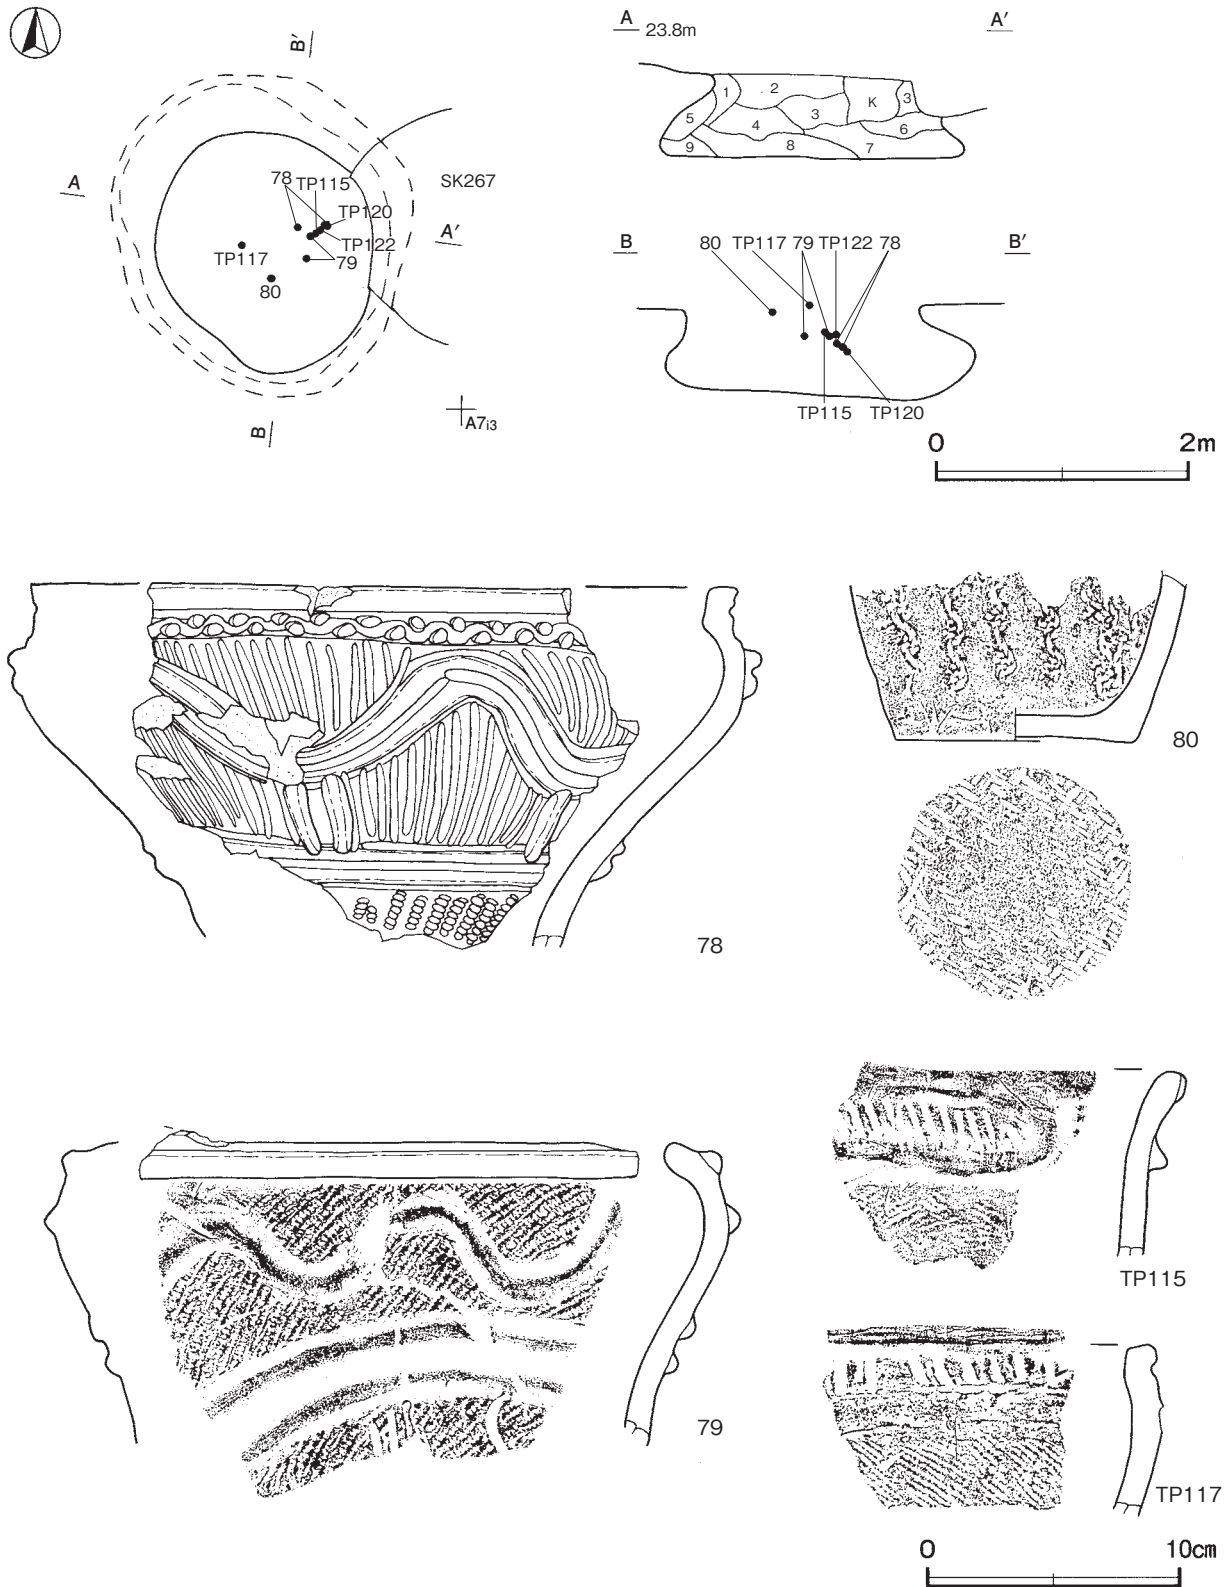 B′
A
78 TP115
SK267
TP120
A′
TP122
TP117
79
80
B
A7i3
A 23.8m A′
1 2 K 3
5 4 3 6
9 8 7
B 80 TP117 79 TP122 78 B′
TP115 TP120
0 2m
78
80
79
TP115
TP117
0 10cm